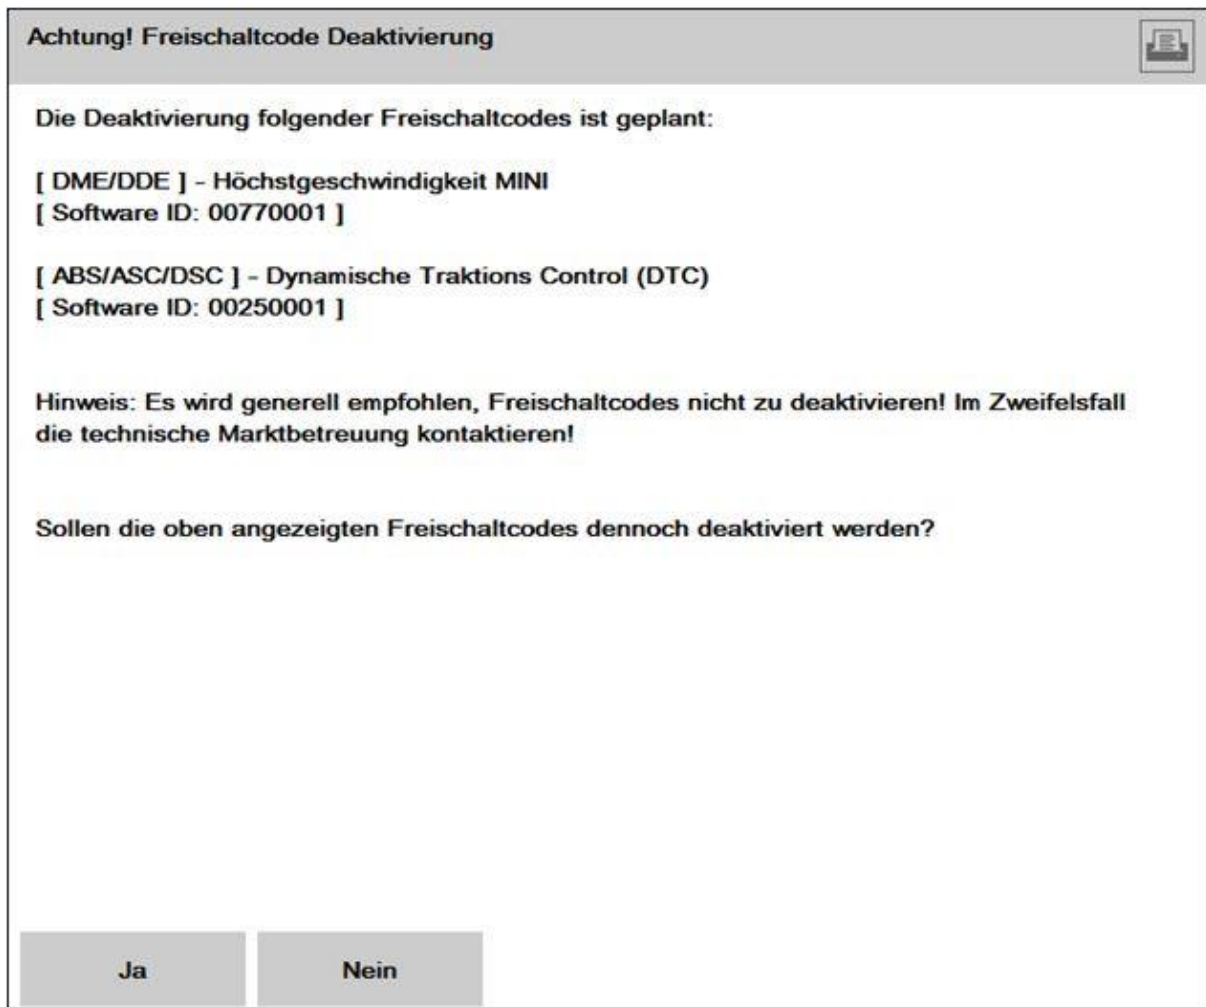 Achtung! Freischaltcode Deaktivierung
Die Deaktivierung folgender Freischaltcodes ist geplant:
[ DME/DDE ] - Höchstgeschwindigkeit MINI
[ Software ID: 00770001 ]
[ ABS/ASC/DSC ] - Dynamische Traktions Control (DTC)
[ Software ID: 00250001 ]
Hinweis: Es wird generell empfohlen, Freischaltcodes nicht zu deaktivieren! Im Zweifelsfall
die technische Marktbetreuung kontaktieren!
Sollen die oben angezeigten Freischaltcodes dennoch deaktiviert werden?
Ja
Nein